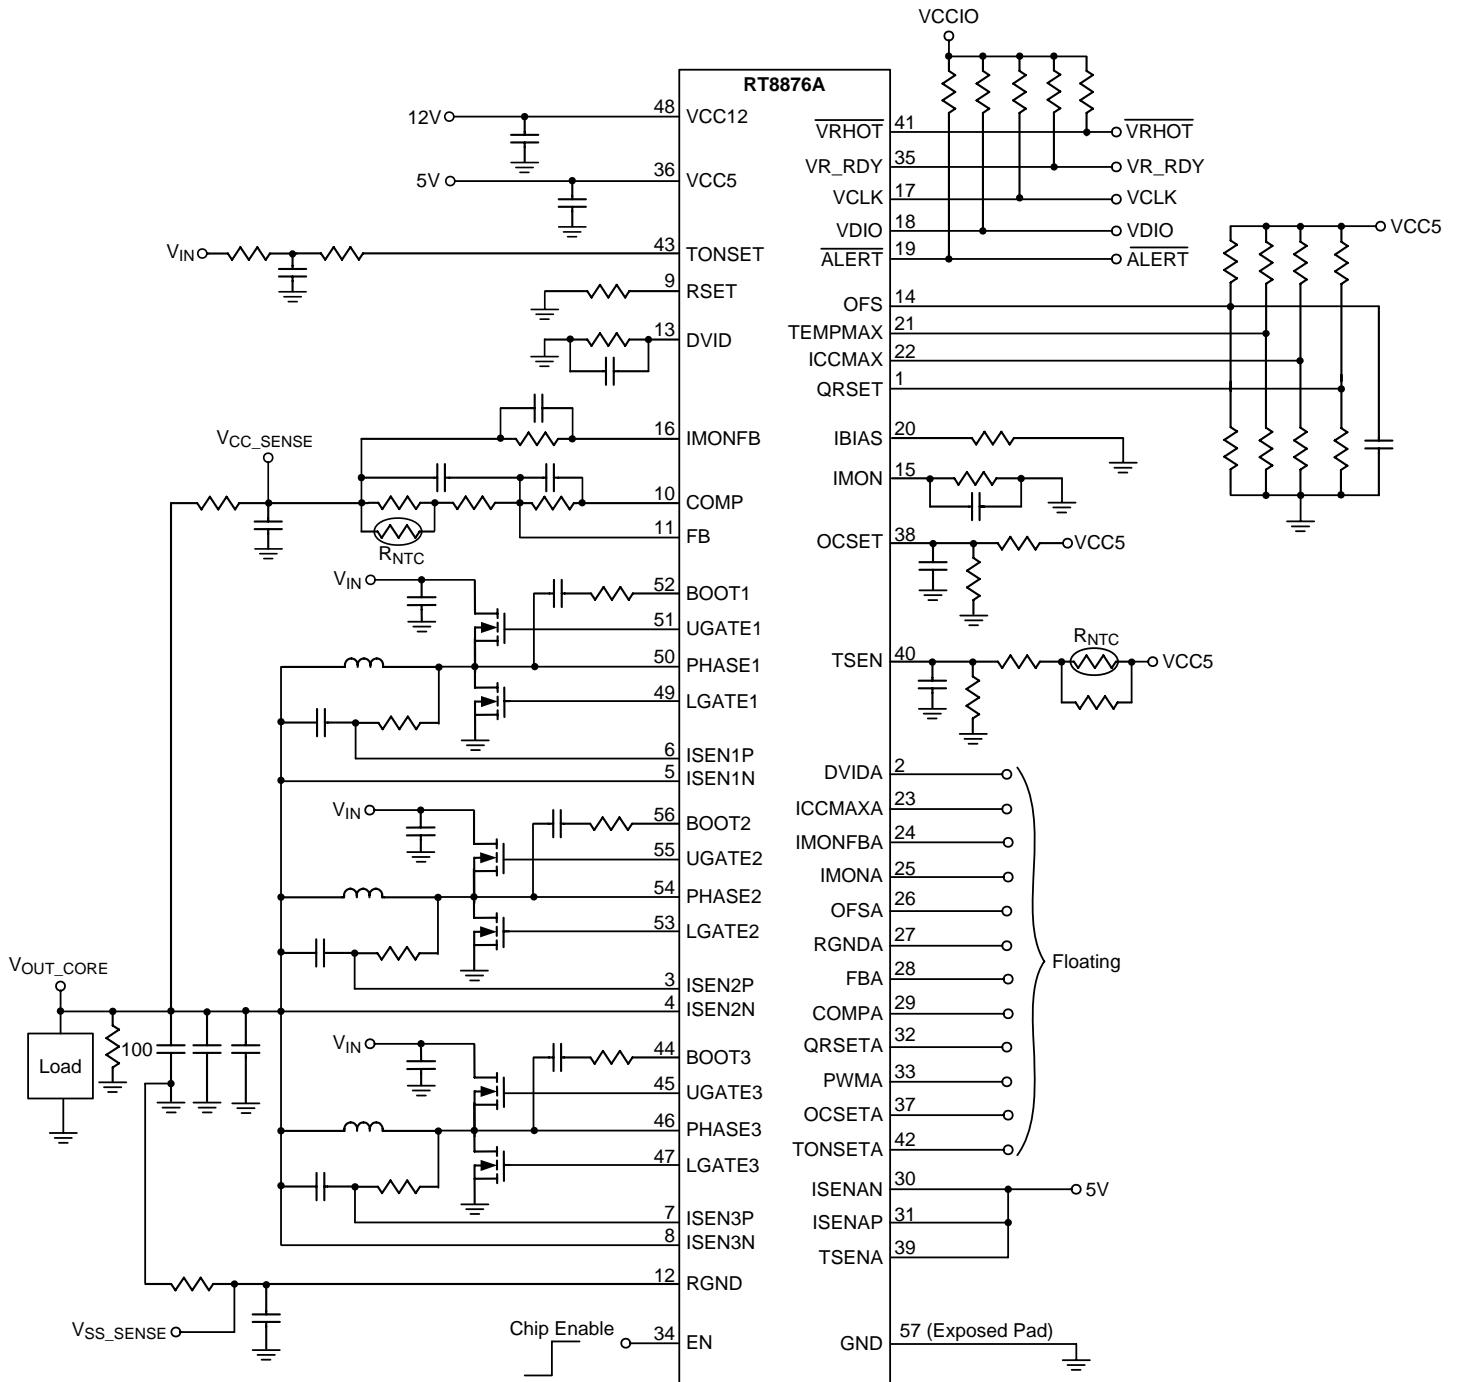 VCCIO
RT8876A
12V 48 VCC12
5V 36 VCC5
VIN 43 TONSET
9 RSET
13 DVID
16 IMONFB
VCC_SENSE
10 COMP
11 FB
RNTC
VIN
52 BOOT1
51 UGATE1
50 PHASE1
49 LGATE1
6 ISEN1P
5 ISEN1N
VIN
56 BOOT2
55 UGATE2
54 PHASE2
53 LGATE2
3 ISEN2P
4 ISEN2N
VOUT_CORE
Load
100
VIN
44 BOOT3
45 UGATE3
46 PHASE3
47 LGATE3
7 ISEN3P
8 ISEN3N
12 RGND
VSS_SENSE
Chip Enable
34 EN
VRHOT 41 VRHOT
VR_RDY 35 VR_RDY
VCLK 17 VCLK
VDIO 18 VDIO
ALERT 19 ALERT
VCC5
OFS 14
TEMPMAX 21
ICCMAX 22
QRSET 1
IBIAS 20
IMON 15
OCSET 38 VCC5
RNTC
TSEN 40 VCC5
DVIDA 2
ICCMAXA 23
IMONFBA 24
IMONA 25
OFSA 26
RGNDA 27
FBA 28
COMPA 29
QRSETA 32
PWMA 33
OCSETA 37
TONSETA 42
Floating
ISENAN 30 5V
ISENAP 31
TSENA 39
GND 57 (Exposed Pad)